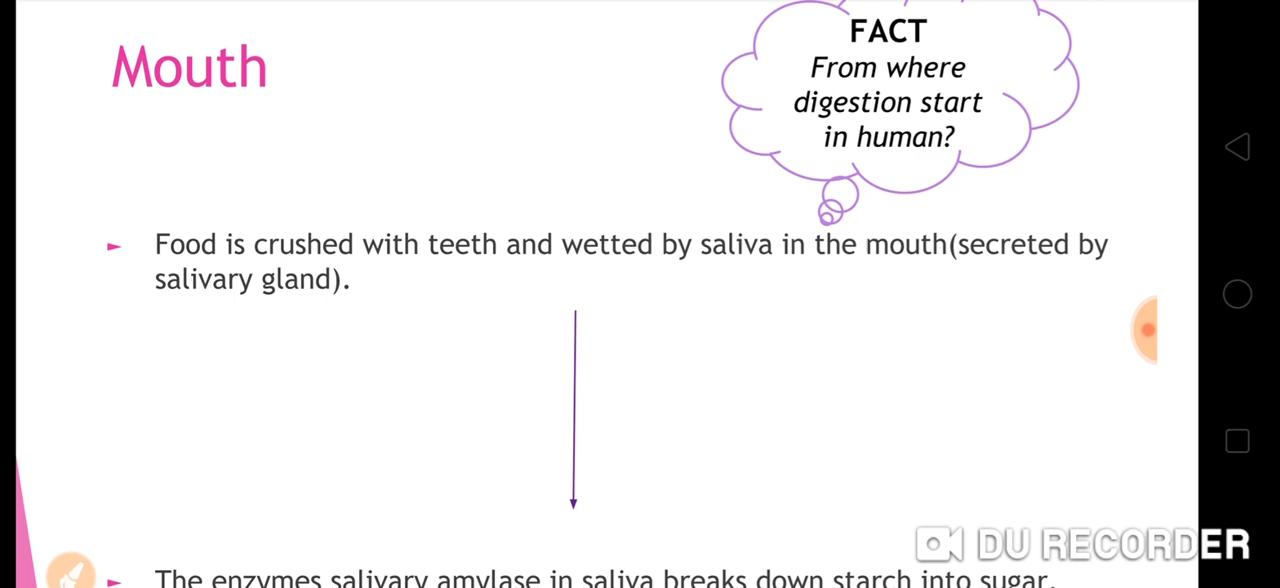 Mouth
FACT
From where
digestion start
in human?
► Food is crushed with teeth and wetted by saliva in the mouth(secreted by
salivary gland).
► The enzymes salivary amylase in saliva breaks down starch into sugar.
DU RECORDER